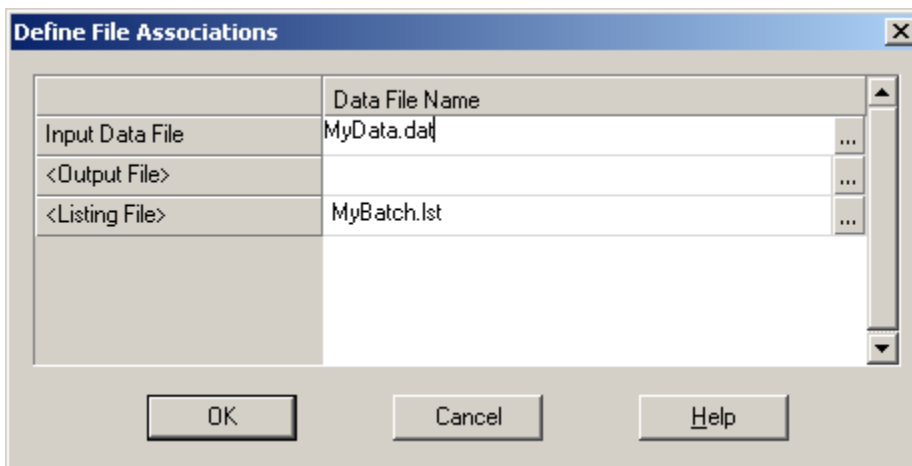 Define File Associations
Data File Name
Input Data File MyData.dat ...
<Output File> ...
<Listing File> MyBatch.lst ...
OK Cancel Help